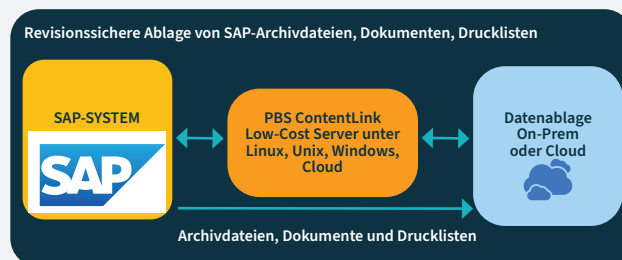 Revisionssichere Ablage von SAP-Archivdateien, Dokumenten, Drucklisten
SAP-SYSTEM
SAP
PBS ContentLink
Low-Cost Server unter
Linux, Unix, Windows,
Cloud
Datenablage
On-Prem
oder Cloud
Archivdateien, Dokumente und Drucklisten